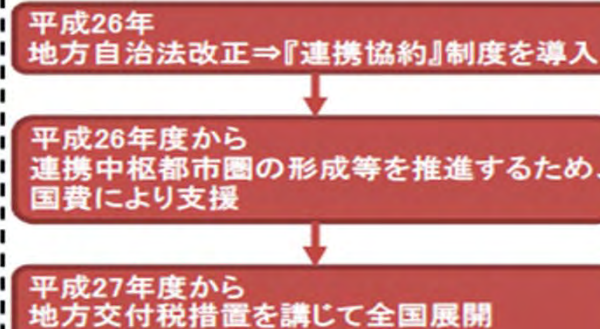 平成26年
地方自治法改正⇒『連携協約』制度を導入
平成26年度から
連携中枢都市圏の形成等を推進するため、
国費により支援
平成27年度から
地方交付税措置を講じて全国展開